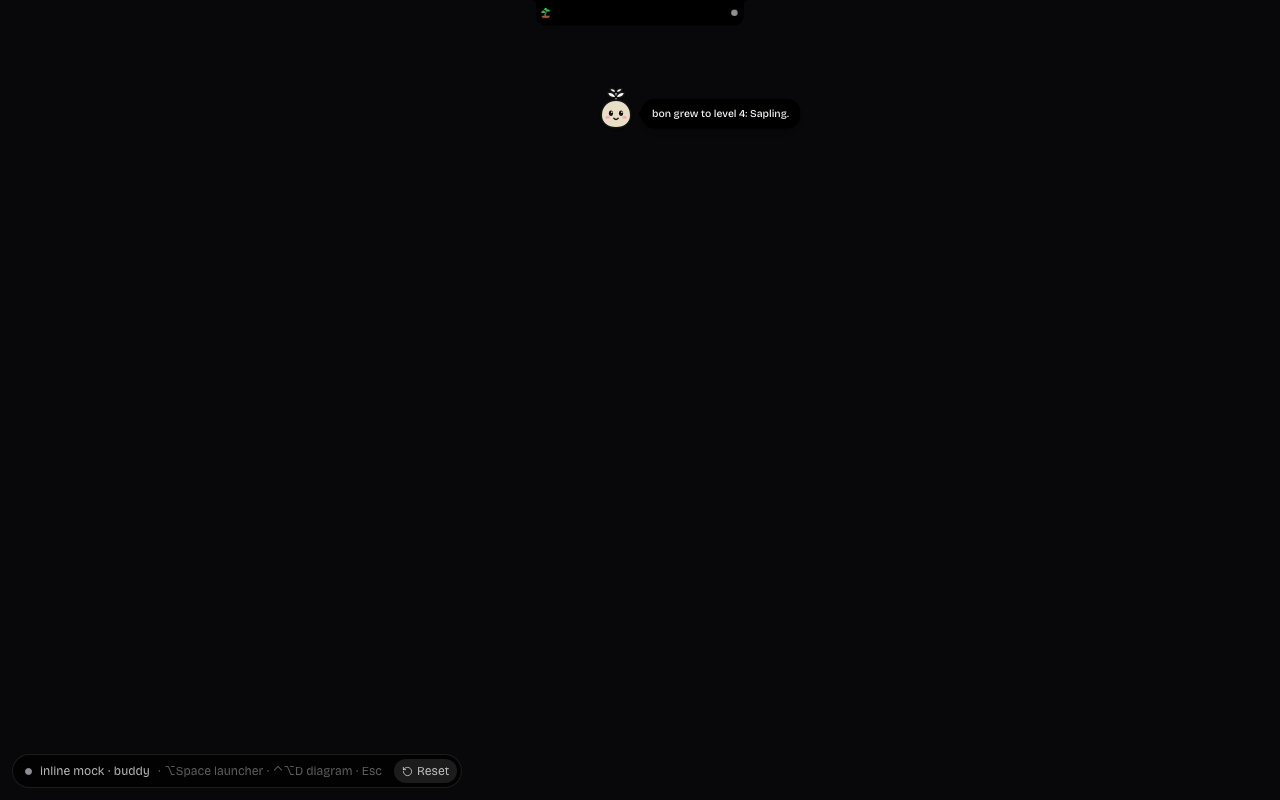 bon grew to level 4: Sapling.
inline mock · buddy · ⌥Space launcher · ^⌥D diagram · Esc Reset